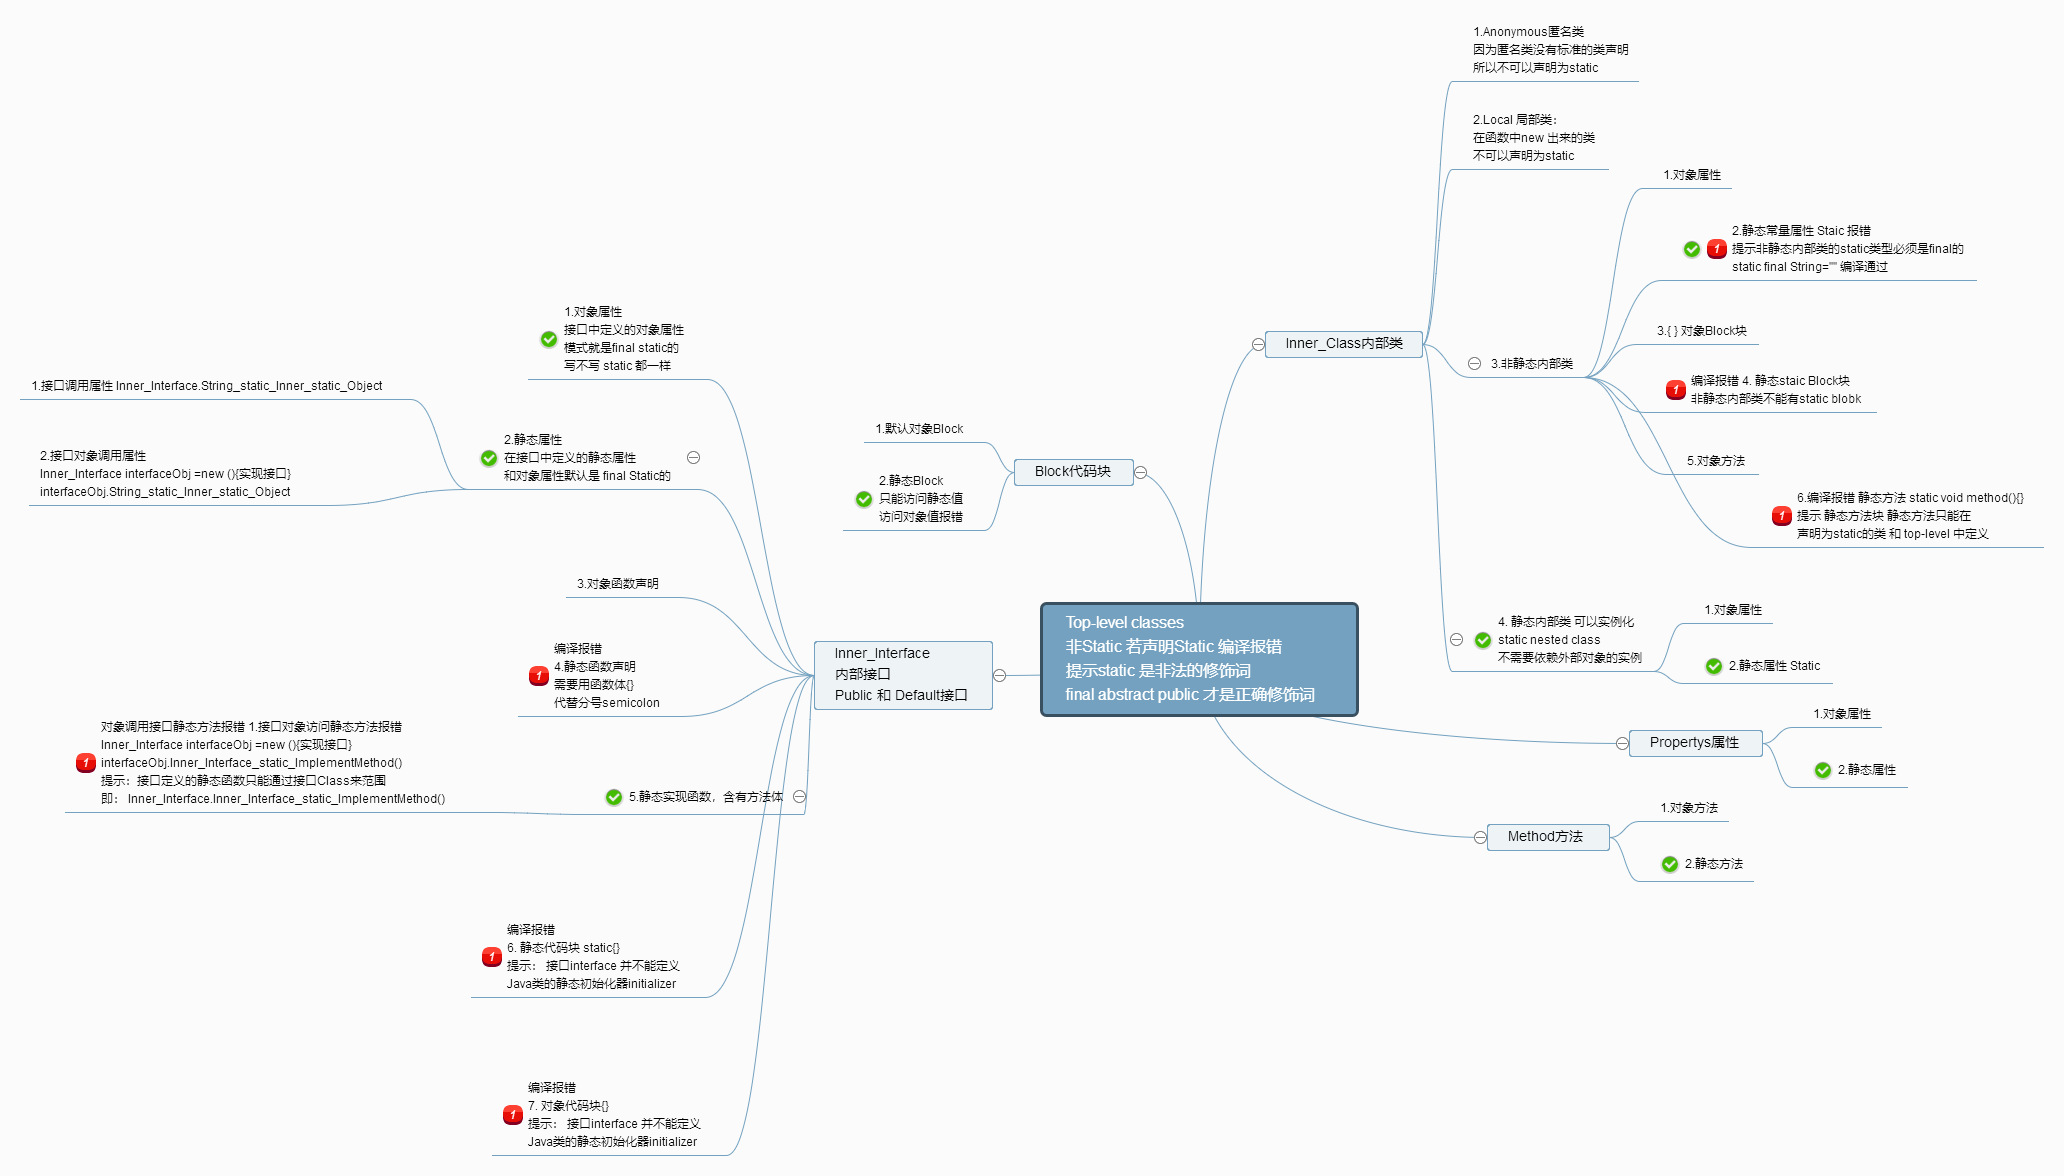 Top-level classes
非Static 若声明Static 编译报错
提示static 是非法的修饰词
final abstract public 才是正确修饰词
Inner_Class内部类
1.Anonymous匿名类
因为匿名类没有标准的类声明
所以不可以声明为static
2.Local 局部类：
在函数中new 出来的类
不可以声明为static
3.非静态内部类
1.对象属性
2.静态常量属性 Staic 报错
提示非静态内部类的static类型必须是final的
static final String="" 编译通过
3.{ } 对象Block块
编译报错 4. 静态staic Block块
非静态内部类不能有static blobk
5.对象方法
6.编译报错 静态方法 static void method(){}
提示 静态方法块 静态方法只能在
声明为static的类 和 top-level 中定义
4. 静态内部类 可以实例化
static nested class
不需要依赖外部对象的实例
1.对象属性
2.静态属性 Static
Propertys属性
1.对象属性
2.静态属性
Method方法
1.对象方法
2.静态方法
Block代码块
1.默认对象Block
2.静态Block
只能访问静态值
访问对象值报错
Inner_Interface
内部接口
Public 和 Default接口
1.对象属性
接口中定义的对象属性
模式就是final static的
写不写 static 都一样
2.静态属性
在接口中定义的静态属性
和对象属性默认是 final Static的
1.接口调用属性 Inner_Interface.String_static_Inner_static_Object
2.接口对象调用属性
Inner_Interface interfaceObj =new (){实现接口}
interfaceObj.String_static_Inner_static_Object
3.对象函数声明
编译报错
4.静态函数声明
需要用函数体{}
代替分号semicolon
5.静态实现函数，含有方法体
对象调用接口静态方法报错 1.接口对象访问静态方法报错
Inner_Interface interfaceObj =new (){实现接口}
interfaceObj.Inner_Interface_static_ImplementMethod()
提示：接口定义的静态函数只能通过接口Class来范围
即： Inner_Interface.Inner_Interface_static_ImplementMethod()
编译报错
6. 静态代码块 static{}
提示： 接口interface 并不能定义
Java类的静态初始化器initializer
编译报错
7. 对象代码块{}
提示： 接口interface 并不能定义
Java类的静态初始化器initializer